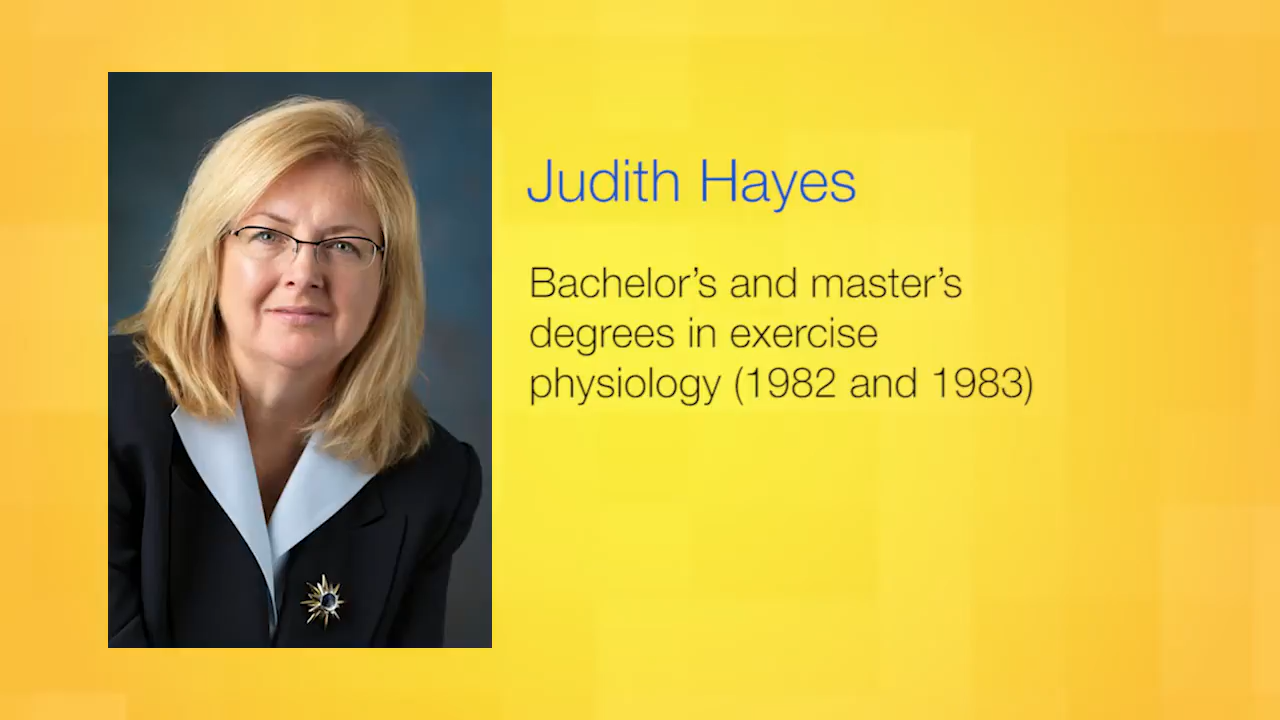 Judith Hayes
Bachelor’s and master’s
degrees in exercise
physiology (1982 and 1983)